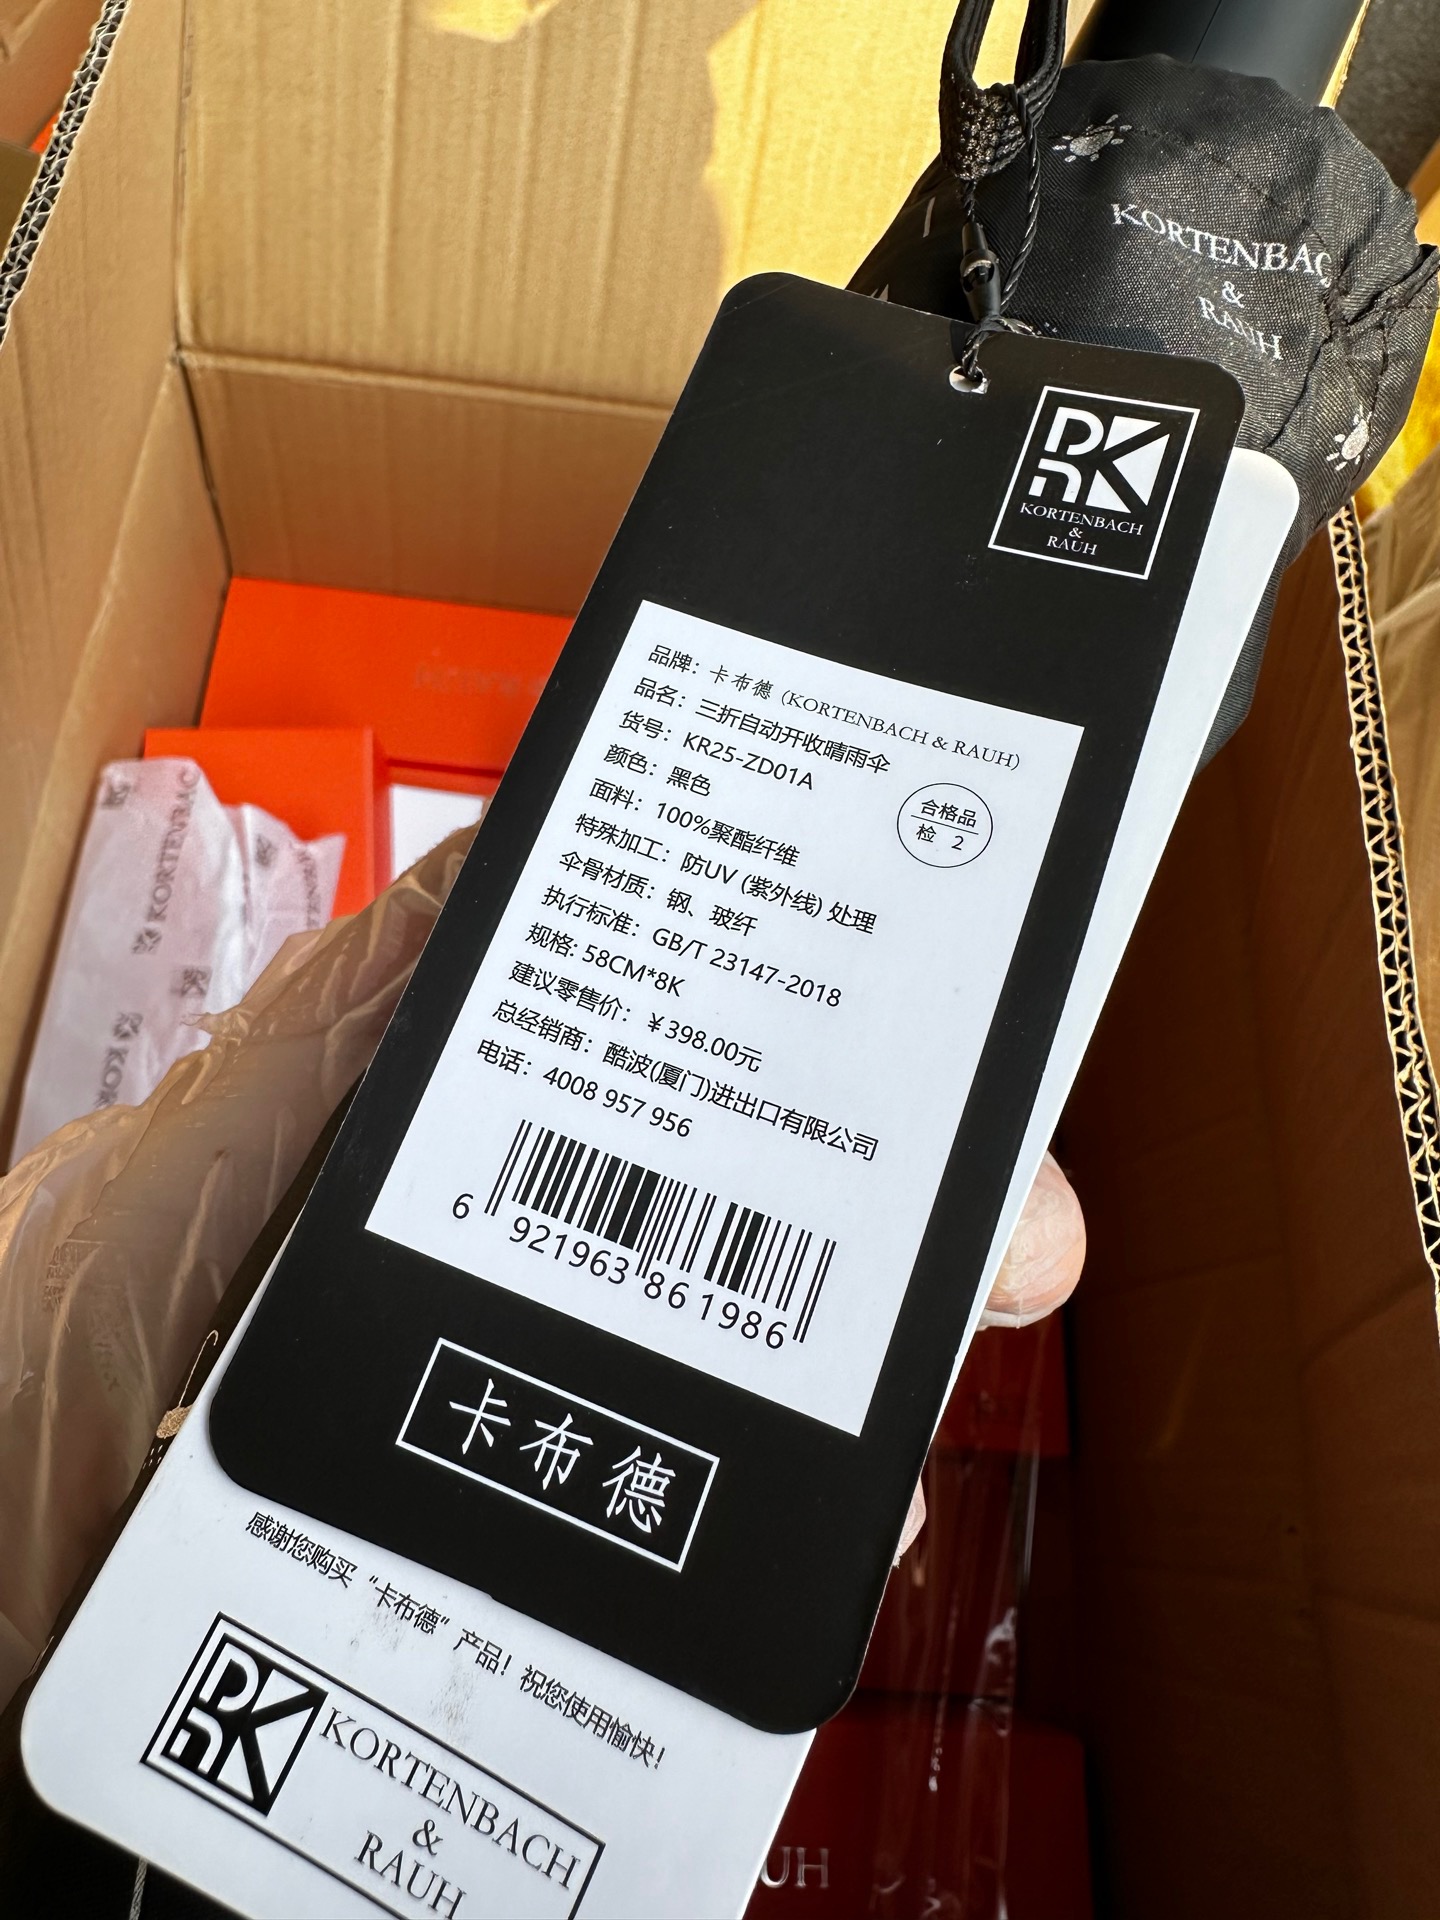 KORTENBAC
&
RAUH
KORTENBACH
&
RAUH
品牌：卡布德（KORTENBACH & RAUH）
品名：三折自动开收晴雨伞
货号：KR25-ZD01A
颜色：黑色
面料：100%聚酯纤维
特殊加工：防UV (紫外线) 处理
伞骨材质：钢、玻纤
执行标准：GB/T 23147-2018
规格: 58CM*8K
建议零售价：￥398.00元
总经销商：酷波(厦门)进出口有限公司
电话：4008 957 956
合格品
检 2
6 921963 861986
卡布德
感谢您购买“卡布德”产品！祝您使用愉快！
KORTENBACH
&
RAUH
KORTENBAC
UH